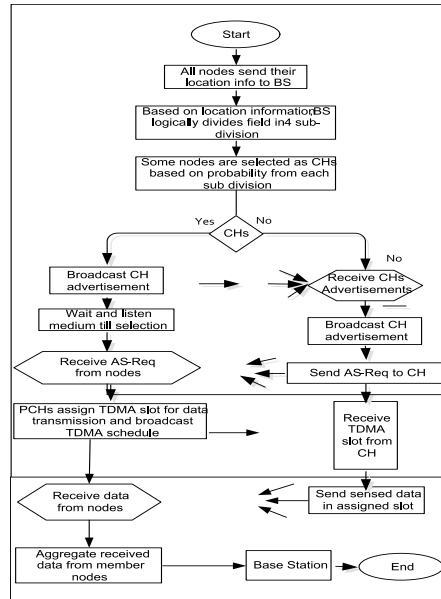 Start
All nodes send their
location info to BS
Based on location information,BS
logically divides field in4 sub-
division
Some nodes are selected as CHs
based on probability from each
sub division
Yes
No
CHs
No
Broadcast CH
advertisement
Receive CHs
Advertisements
Wait and listen
medium till selection
Broadcast CH
advertisement
Receive AS-Req
from nodes
Send AS-Req to CH
PCHs assign TDMA slot for data
transmission and broadcast
TDMA schedule
Receive
TDMA
slot from
CH
Receive data
from nodes
Send sensed data
in assigned slot
Aggregate received
data from member
nodes
Base Station
End